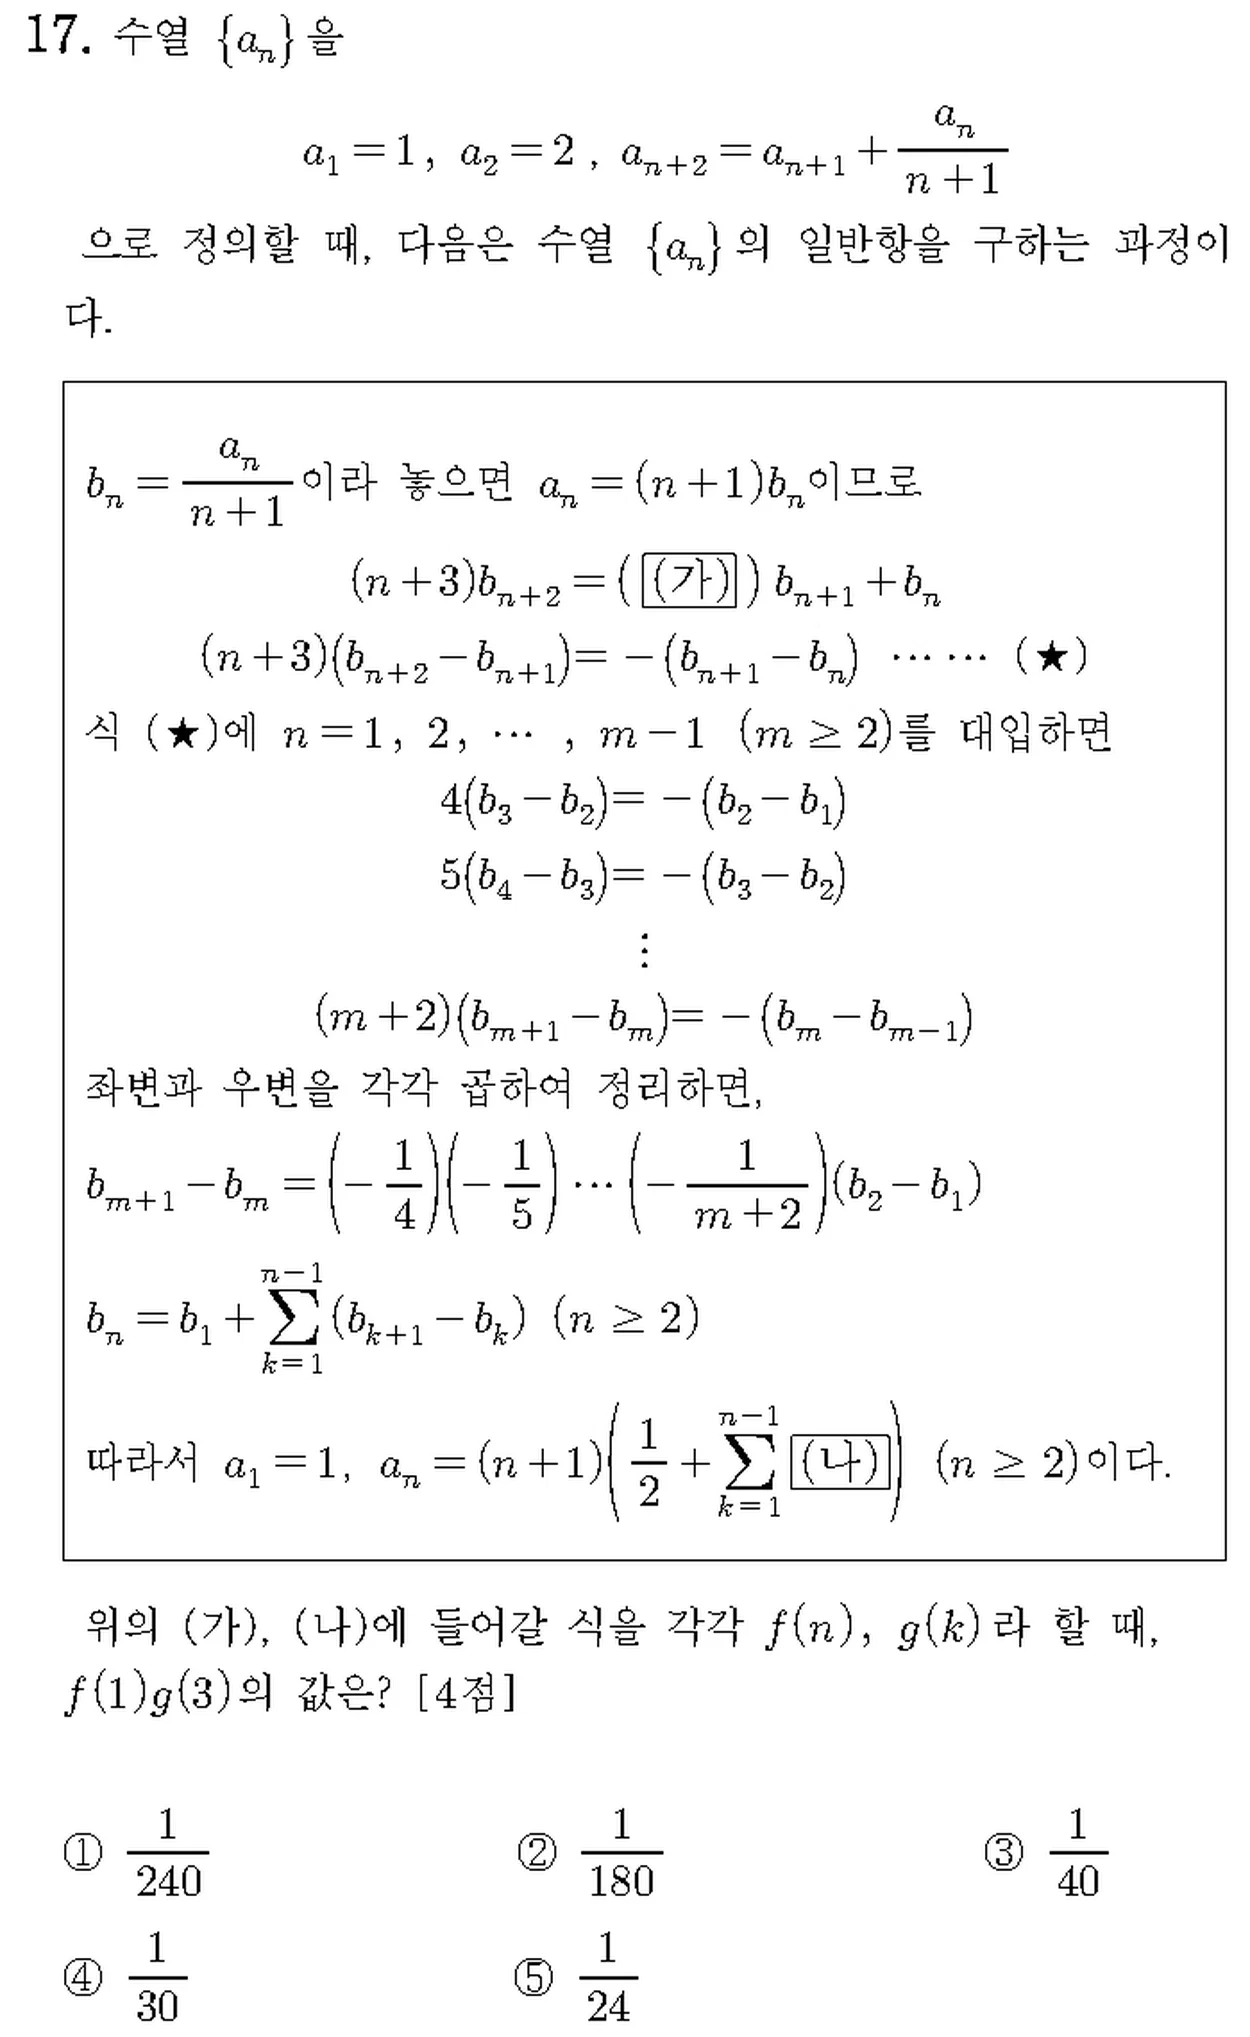 17. 수열 {aₙ}을
a₁ = 1, a₂ = 2, aₙ₊₂ = aₙ₊₁ + aₙ/(n+1)
으로 정의할 때, 다음은 수열 {aₙ}의 일반항을 구하는 과정이
다.
bₙ = aₙ/(n+1) 이라 놓으면 aₙ = (n+1)bₙ이므로
(n+3)bₙ₊₂ = ( (가) ) bₙ₊₁ + bₙ
(n+3)(bₙ₊₂ − bₙ₊₁) = −(bₙ₊₁ − bₙ) …… (★)
식 (★)에 n = 1, 2, ⋯ , m−1 (m ≥ 2)를 대입하면
4(b₃ − b₂) = −(b₂ − b₁)
5(b₄ − b₃) = −(b₃ − b₂)
⋮
(m+2)(bₘ₊₁ − bₘ) = −(bₘ − bₘ₋₁)
좌변과 우변을 각각 곱하여 정리하면,
bₘ₊₁ − bₘ = (−1/4)(−1/5) ⋯ (−1/(m+2))(b₂ − b₁)
bₙ = b₁ + ∑_{k=1}^{n−1} (bₖ₊₁ − bₖ) (n ≥ 2)
따라서 a₁ = 1, aₙ = (n+1)(1/2 + ∑_{k=1}^{n−1} (나)) (n ≥ 2)이다.
위의 (가), (나)에 들어갈 식을 각각 f(n), g(k)라 할 때,
f(1)g(3)의 값은? [4점]
① 1/240 ② 1/180 ③ 1/40
④ 1/30 ⑤ 1/24